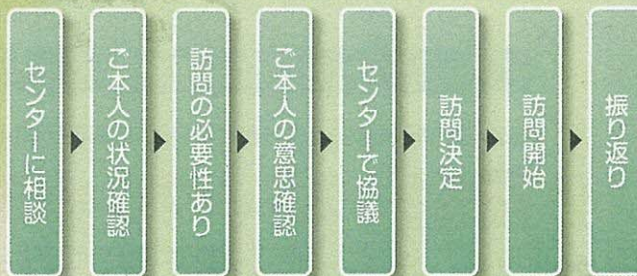 センターに相談
ご本人の状況確認
訪問の必要性あり
ご本人の意思確認
センターで協議
訪問決定
訪問開始
振り返り